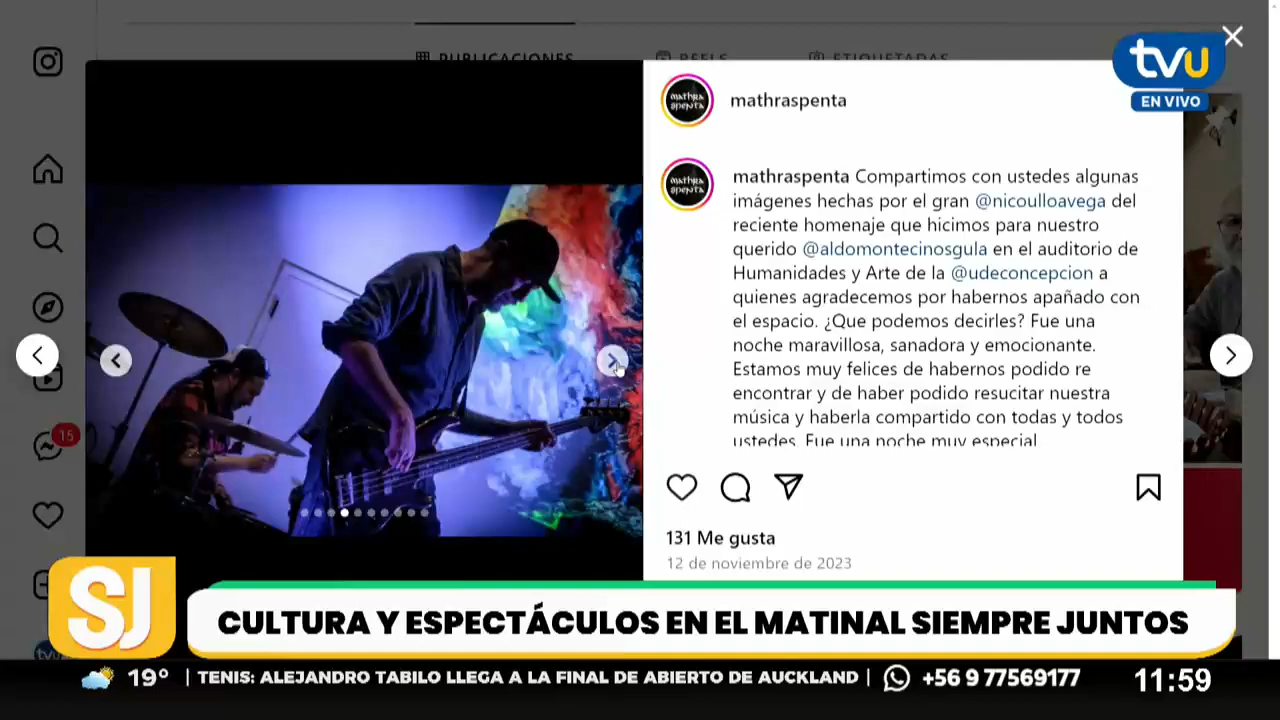 PUBLICACIONES
REELS
ETIQUETADAS
tvu
EN VIVO
mathra
spenta
mathraspenta
mathra
spenta
mathraspenta Compartimos con ustedes algunas
imágenes hechas por el gran @nicoulloavega del
reciente homenaje que hicimos para nuestro
querido @aldomontecinosgula en el auditorio de
Humanidades y Arte de la @udeconcepcion a
quienes agradecemos por habernos apañado con
el espacio. ¿Que podemos decirles? Fue una
noche maravillosa, sanadora y emocionante.
Estamos muy felices de habernos podido re
encontrar y de haber podido resucitar nuestra
música y haberla compartido con todas y todos
ustedes. Fue una noche muy especial
15
131 Me gusta
12 de noviembre de 2023
SJ
CULTURA Y ESPECTÁCULOS EN EL MATINAL SIEMPRE JUNTOS
tvu
19° | TENIS: ALEJANDRO TABILO LLEGA A LA FINAL DE ABIERTO DE AUCKLAND | +56 9 77569177 11:59